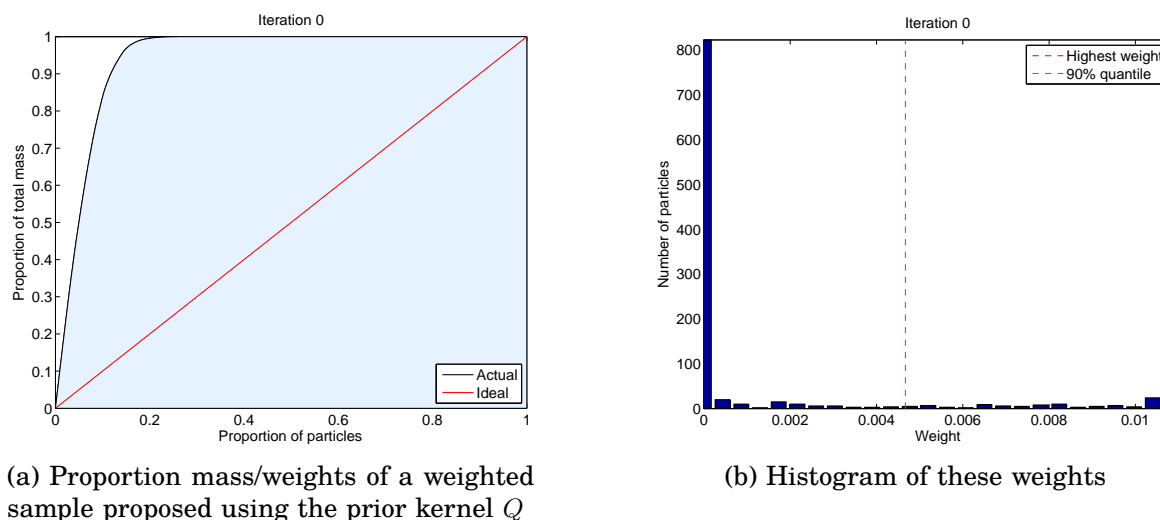 Iteration 0
1
0.9
0.8
0.7
0.6
0.5
0.4
0.3
0.2
0.1
0
Proportion of total mass
0 0.2 0.4 0.6 0.8 1
Proportion of particles
Actual
Ideal
(a) Proportion mass/weights of a weighted
sample proposed using the prior kernel Q
Iteration 0
800
700
600
500
400
300
200
100
0
Number of particles
0 0.002 0.004 0.006 0.008 0.01
Weight
Highest weight
90% quantile
(b) Histogram of these weights